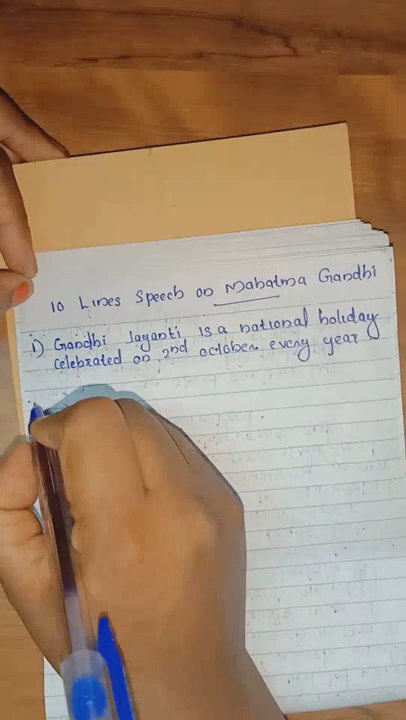 10 Lines Speech on Mahatma Gandhi
1) Gandhi Jayanti is a national holiday
celebrated on 2nd october every year